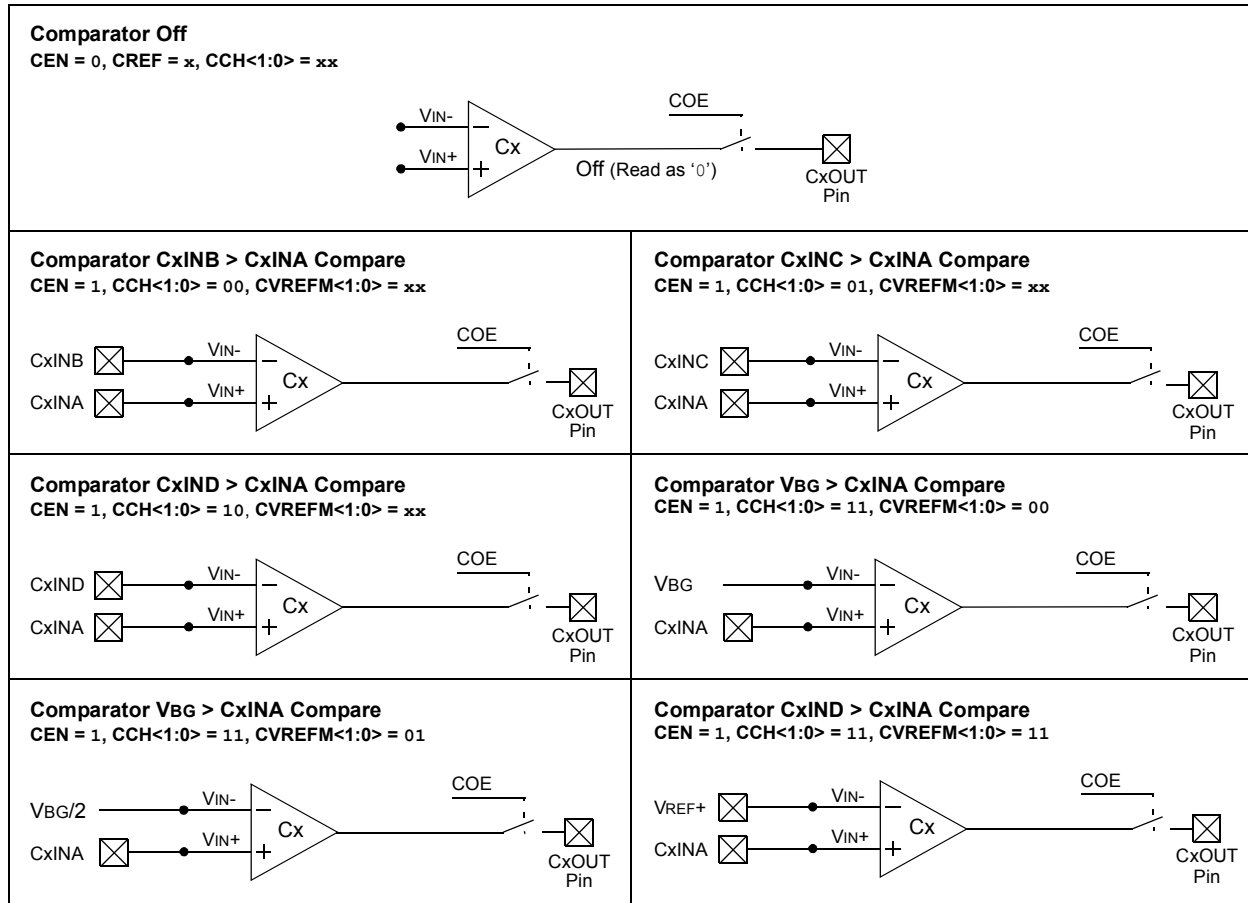 Comparator Off
CEN = 0, CREF = x, CCH<1:0> = xx
COE
VIN-
Cx
VIN+
Off (Read as ‘0’)
CxOUT
Pin
Comparator CxINB > CxINA Compare
CEN = 1, CCH<1:0> = 00, CVREFM<1:0> = xx
COE
CxINB
VIN-
Cx
CxINA
VIN+
CxOUT
Pin
Comparator CxINC > CxINA Compare
CEN = 1, CCH<1:0> = 01, CVREFM<1:0> = xx
COE
CxINC
VIN-
Cx
CxINA
VIN+
CxOUT
Pin
Comparator CxIND > CxINA Compare
CEN = 1, CCH<1:0> = 10, CVREFM<1:0> = xx
COE
CxIND
VIN-
Cx
CxINA
VIN+
CxOUT
Pin
Comparator VBG > CxINA Compare
CEN = 1, CCH<1:0> = 11, CVREFM<1:0> = 00
COE
VBG
VIN-
Cx
CxINA
VIN+
CxOUT
Pin
Comparator VBG > CxINA Compare
CEN = 1, CCH<1:0> = 11, CVREFM<1:0> = 01
COE
VBG/2
VIN-
Cx
CxINA
VIN+
CxOUT
Pin
Comparator CxIND > CxINA Compare
CEN = 1, CCH<1:0> = 11, CVREFM<1:0> = 11
COE
VREF+
VIN-
Cx
CxINA
VIN+
CxOUT
Pin